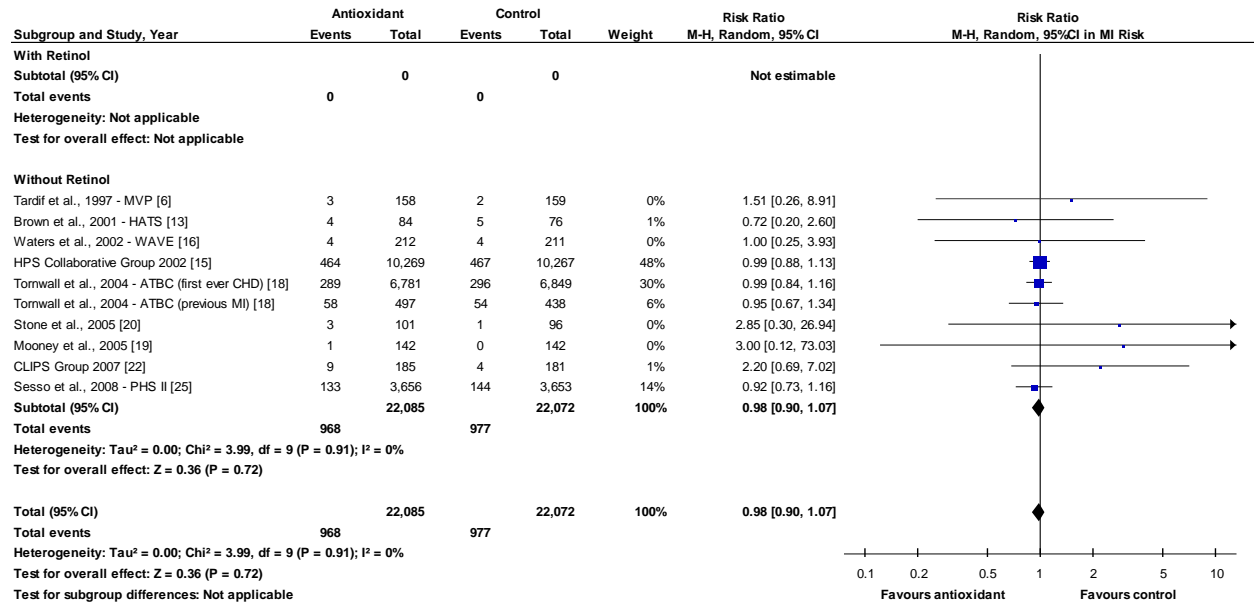 Antioxidant Control Risk Ratio Risk Ratio
Subgroup and Study, Year Events Total Events Total Weight M-H, Random, 95% CI M-H, Random, 95%CI in MI Risk
With Retinol
Subtotal (95% CI) 0 0 Not estimable
Total events 0 0
Heterogeneity: Not applicable
Test for overall effect: Not applicable
Without Retinol
Tardif et al., 1997 - MVP [6] 3 158 2 159 0% 1.51 [0.26, 8.91]
Brown et al., 2001 - HATS [13] 4 84 5 76 1% 0.72 [0.20, 2.60]
Waters et al., 2002 - WAVE [16] 4 212 4 211 0% 1.00 [0.25, 3.93]
HPS Collaborative Group 2002 [15] 464 10,269 467 10,267 48% 0.99 [0.88, 1.13]
Tornwall et al., 2004 - ATBC (first ever CHD) [18] 289 6,781 296 6,849 30% 0.99 [0.84, 1.16]
Tornwall et al., 2004 - ATBC (previous MI) [18] 58 497 54 438 6% 0.95 [0.67, 1.34]
Stone et al., 2005 [20] 3 101 1 96 0% 2.85 [0.30, 26.94]
Mooney et al., 2005 [19] 1 142 0 142 0% 3.00 [0.12, 73.03]
CLIPS Group 2007 [22] 9 185 4 181 1% 2.20 [0.69, 7.02]
Sesso et al., 2008 - PHS II [25] 133 3,656 144 3,653 14% 0.92 [0.73, 1.16]
Subtotal (95% CI) 22,085 22,072 100% 0.98 [0.90, 1.07]
Total events 968 977
Heterogeneity: Tau² = 0.00; Chi² = 3.99, df = 9 (P = 0.91); I² = 0%
Test for overall effect: Z = 0.36 (P = 0.72)
Total (95% CI) 22,085 22,072 100% 0.98 [0.90, 1.07]
Total events 968 977
Heterogeneity: Tau² = 0.00; Chi² = 3.99, df = 9 (P = 0.91); I² = 0%
Test for overall effect: Z = 0.36 (P = 0.72)
Test for subgroup differences: Not applicable
0.1 0.2 0.5 1 2 5 10
Favours antioxidant Favours control